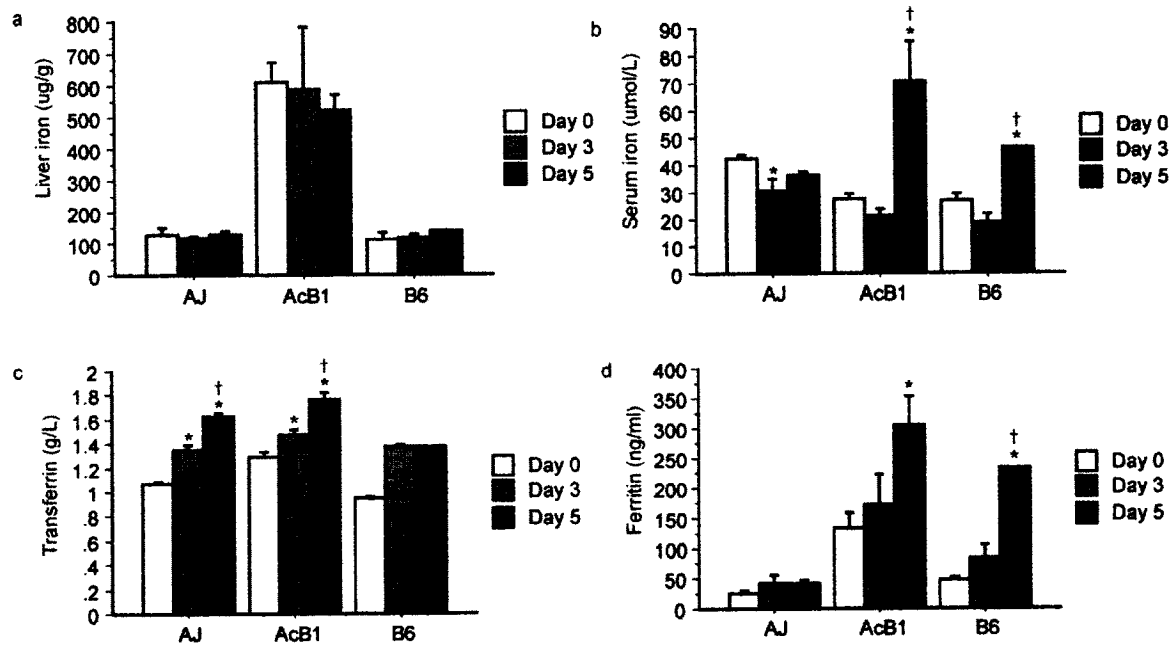 a
Liver iron (ug/g)
800
700
600
500
400
300
200
100
0
AJ
AcB1
B6
Day 0
Day 3
Day 5
b
Serum iron (umol/L)
90
80
70
60
50
40
30
20
10
0
*
†
*
†
*
AJ
AcB1
B6
Day 0
Day 3
Day 5
c
Transferrin (g/L)
2
1.8
1.6
1.4
1.2
1
.8
.6
.4
.2
0
*
†
*
*
†
*
AJ
AcB1
B6
Day 0
Day 3
Day 5
d
Ferritin (ng/ml)
400
350
300
250
200
150
100
50
0
*
†
*
AJ
AcB1
B6
Day 0
Day 3
Day 5